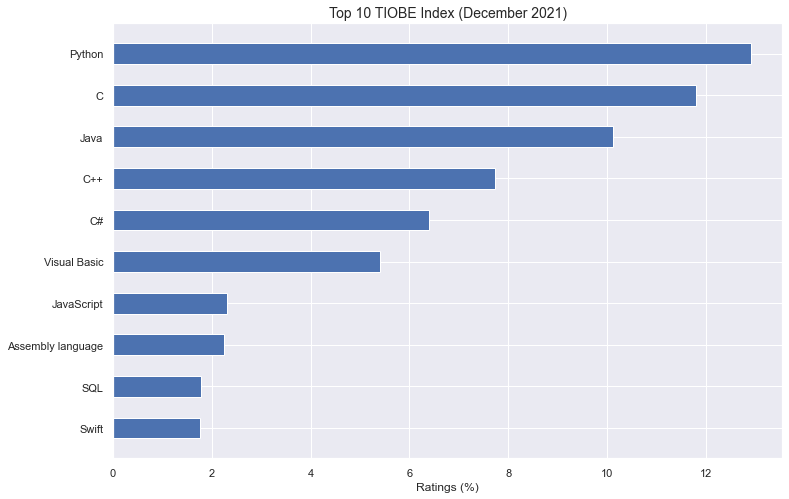 Top 10 TIOBE Index (December 2021)
Python
C
Java
C++
C#
Visual Basic
JavaScript
Assembly language
SQL
Swift
0 2 4 6 8 10 12
Ratings (%)